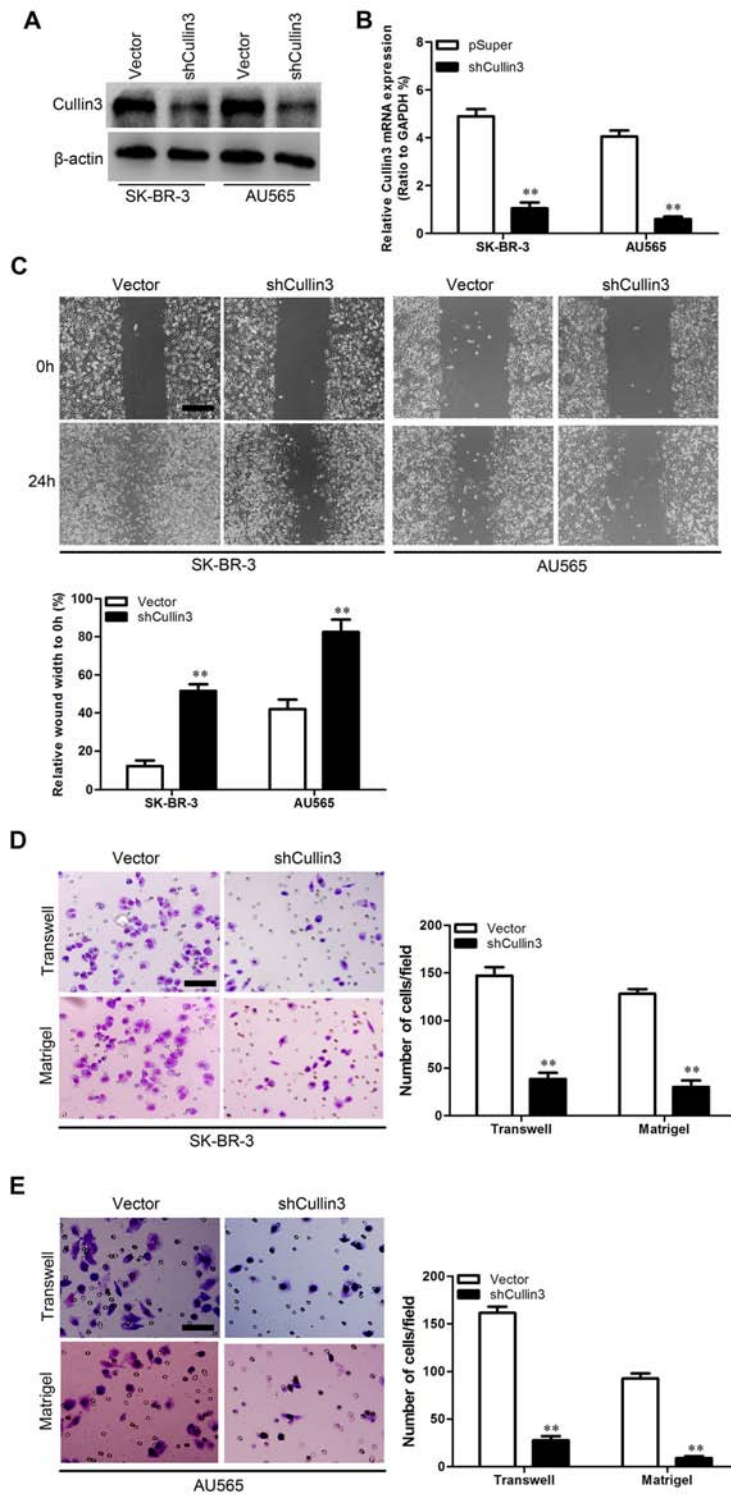 A
Vector
shCullin3
Vector
shCullin3
Cullin3
β-actin
SK-BR-3
AU565
B
Relative Cullin3 mRNA expression
(Ratio to GAPDH %)
8
6
4
2
0
pSuper
shCullin3
**
**
SK-BR-3
AU565
C
Vector
shCullin3
Vector
shCullin3
0h
24h
SK-BR-3
AU565
Relative wound width to 0h (%)
100
80
60
40
20
0
Vector
shCullin3
**
**
SK-BR-3
AU565
D
Vector
shCullin3
Transwell
Matrigel
SK-BR-3
Number of cells/field
200
150
100
50
0
Vector
shCullin3
**
**
Transwell
Matrigel
E
Vector
shCullin3
Transwell
Matrigel
AU565
Number of cells/field
200
150
100
50
0
Vector
shCullin3
**
**
Transwell
Matrigel